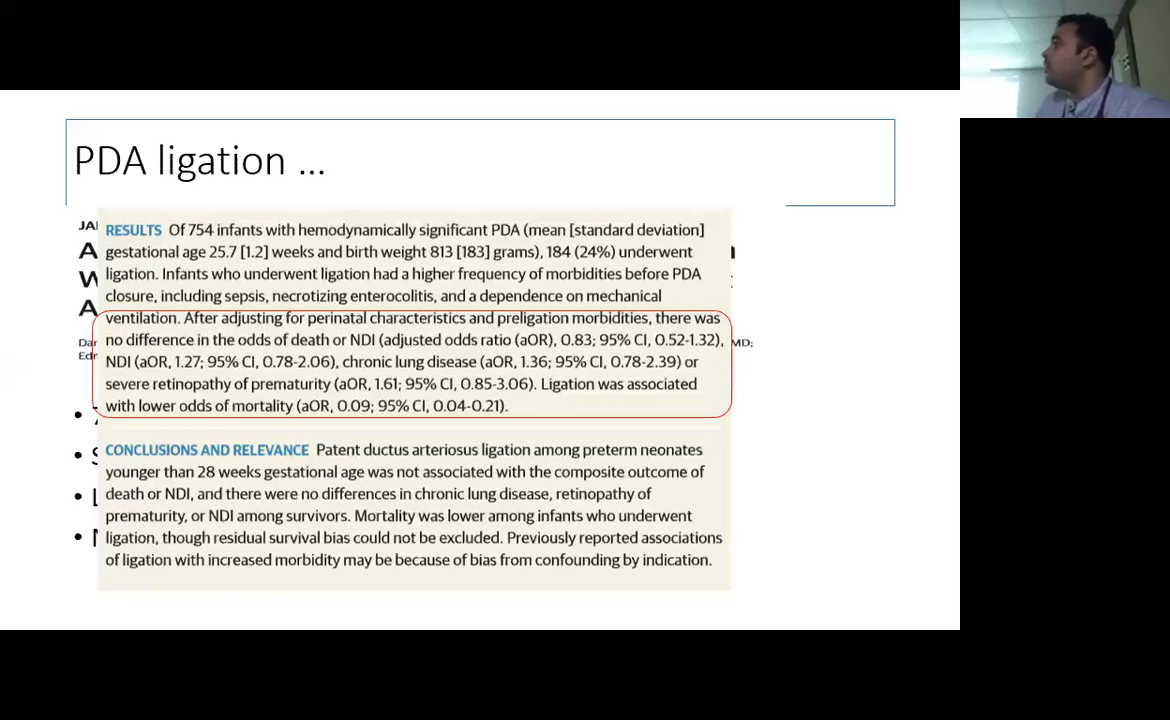 PDA ligation ...
JA
A
W
A
RESULTS Of 754 infants with hemodynamically significant PDA (mean [standard deviation]
gestational age 25.7 [1.2] weeks and birth weight 813 [183] grams), 184 (24%) underwent
ligation. Infants who underwent ligation had a higher frequency of morbidities before PDA
closure, including sepsis, necrotizing enterocolitis, and a dependence on mechanical
ventilation. After adjusting for perinatal characteristics and preligation morbidities, there was
no difference in the odds of death or NDI (adjusted odds ratio (aOR), 0.83; 95% CI, 0.52-1.32),
NDI (aOR, 1.27; 95% CI, 0.78-2.06), chronic lung disease (aOR, 1.36; 95% CI, 0.78-2.39) or
severe retinopathy of prematurity (aOR, 1.61; 95% CI, 0.85-3.06). Ligation was associated
with lower odds of mortality (aOR, 0.09; 95% CI, 0.04-0.21).
MD;
CONCLUSIONS AND RELEVANCE Patent ductus arteriosus ligation among preterm neonates
younger than 28 weeks gestational age was not associated with the composite outcome of
death or NDI, and there were no differences in chronic lung disease, retinopathy of
prematurity, or NDI among survivors. Mortality was lower among infants who underwent
ligation, though residual survival bias could not be excluded. Previously reported associations
of ligation with increased morbidity may be because of bias from confounding by indication.